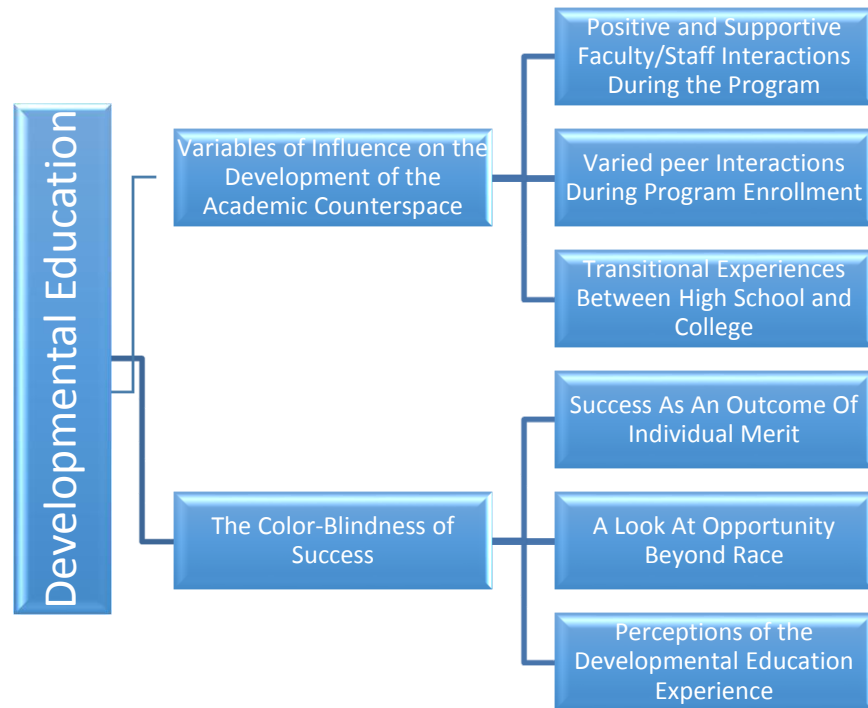 Developmental Education
Variables of Influence on the
Development of the
Academic Counterspace
Positive and Supportive
Faculty/Staff Interactions
During the Program
Varied peer Interactions
During Program Enrollment
Transitional Experiences
Between High School and
College
The Color-Blindness of
Success
Success As An Outcome Of
Individual Merit
A Look At Opportunity
Beyond Race
Perceptions of the
Developmental Education
Experience